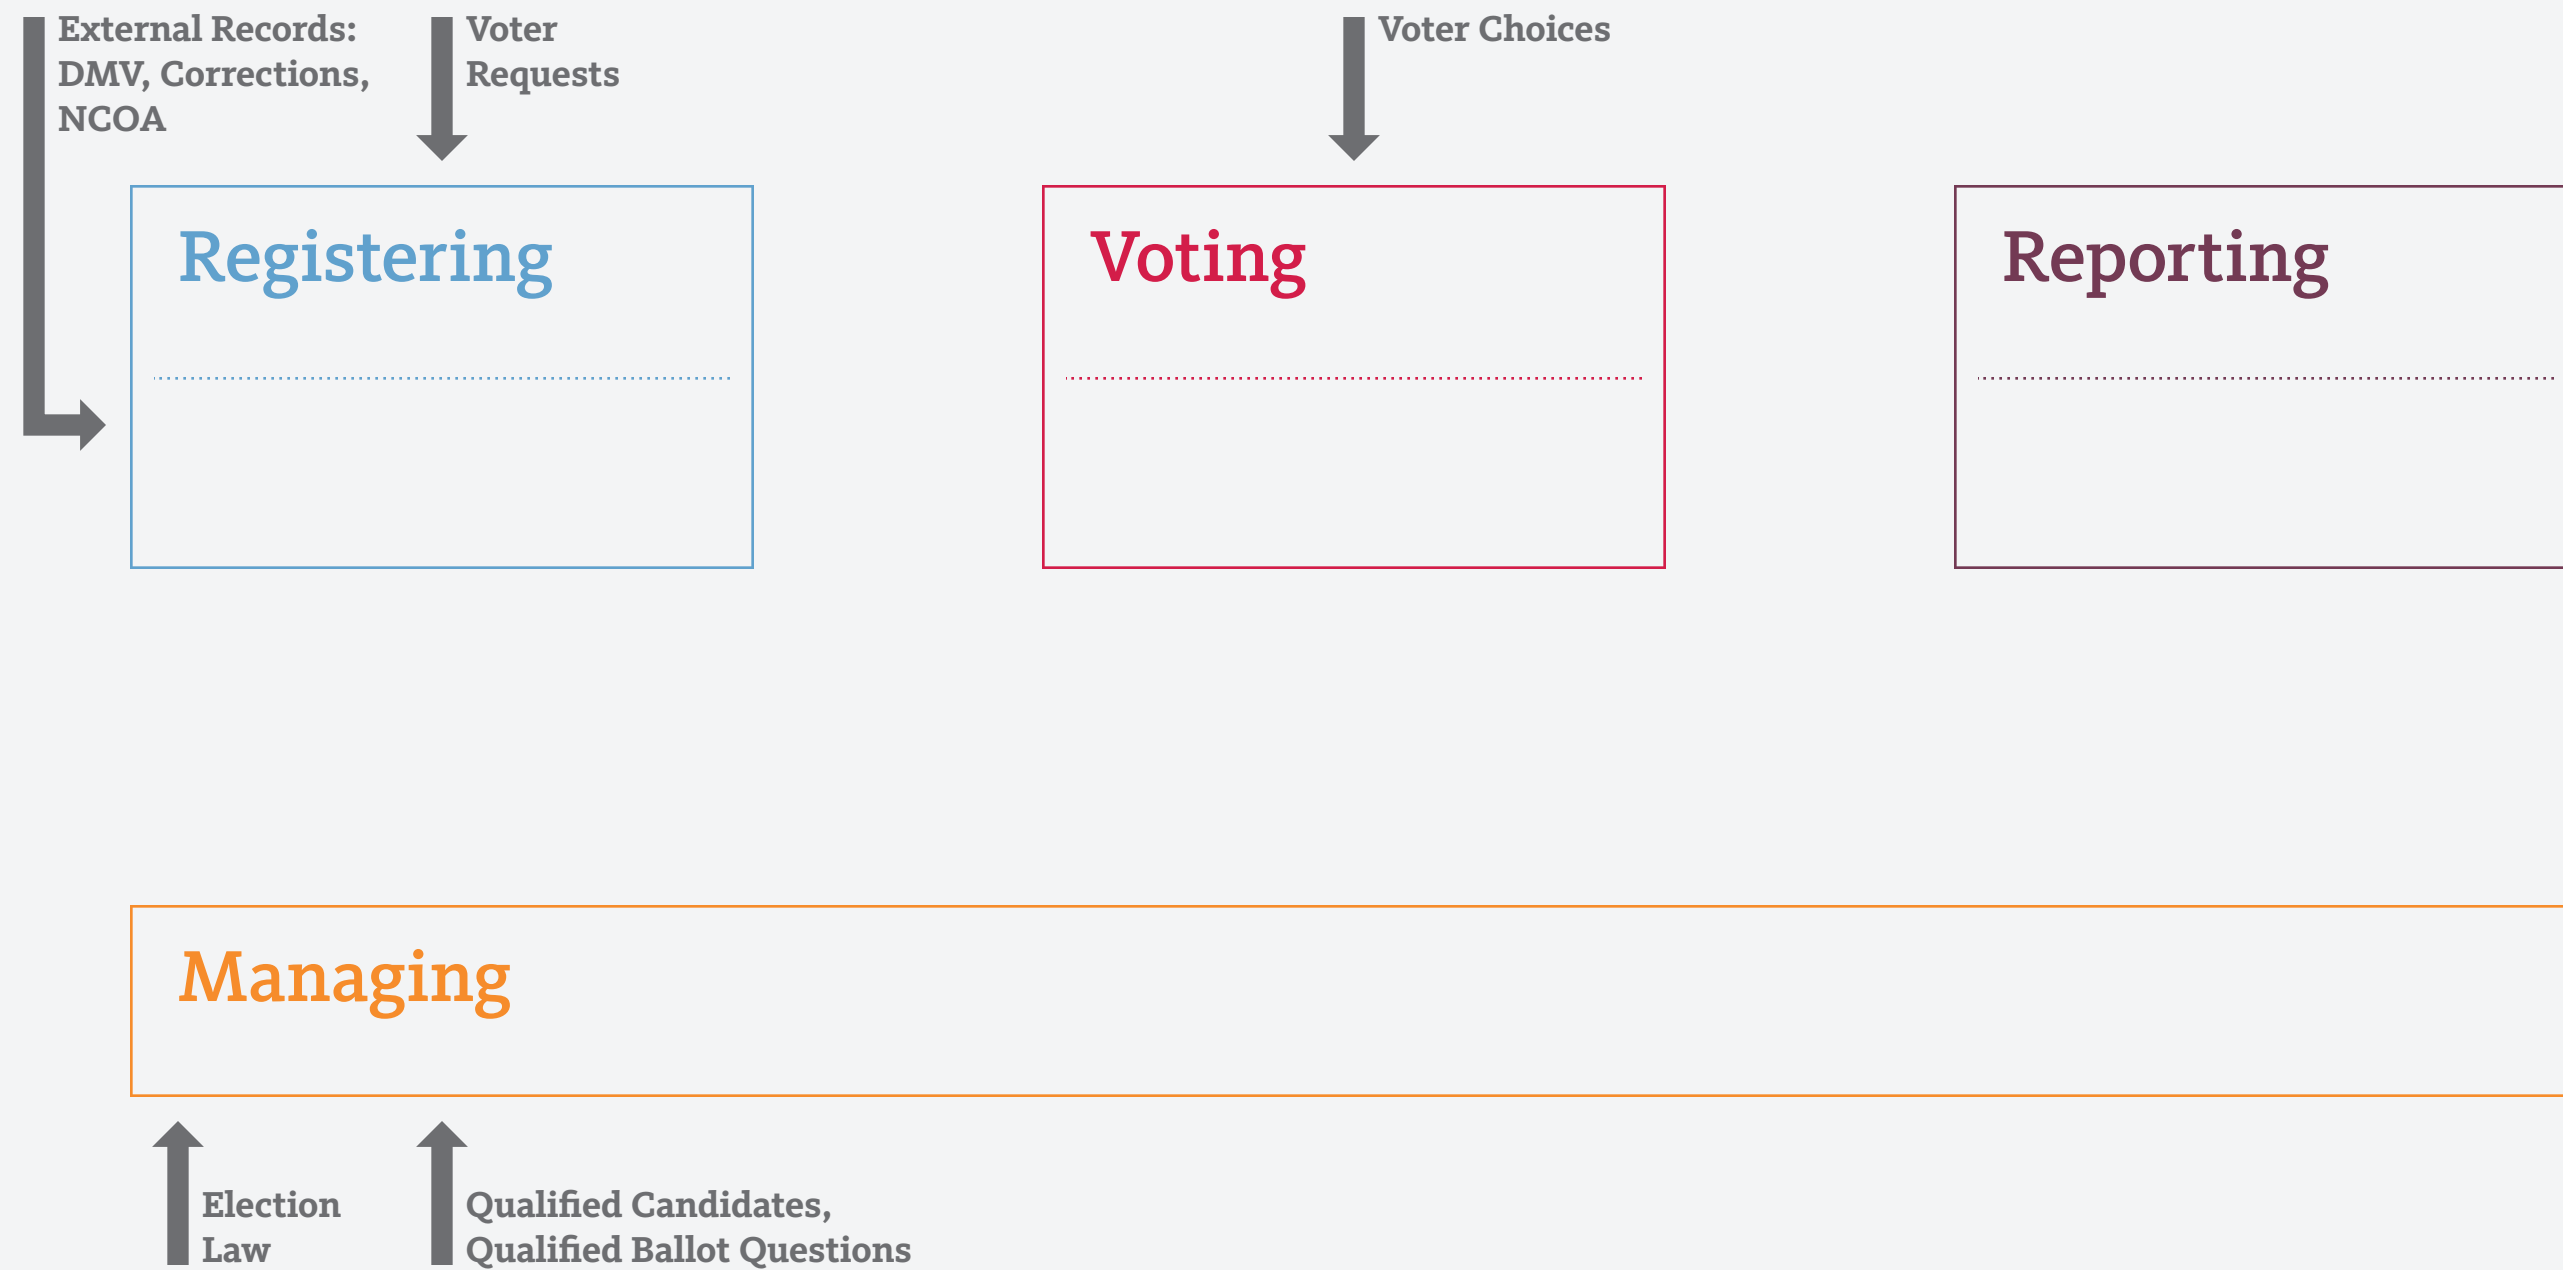 External Records:
DMV, Corrections,
NCOA
Voter
Requests
Voter Choices
Registering
Voting
Reporting
Managing
Election
Law
Qualified Candidates,
Qualified Ballot Questions